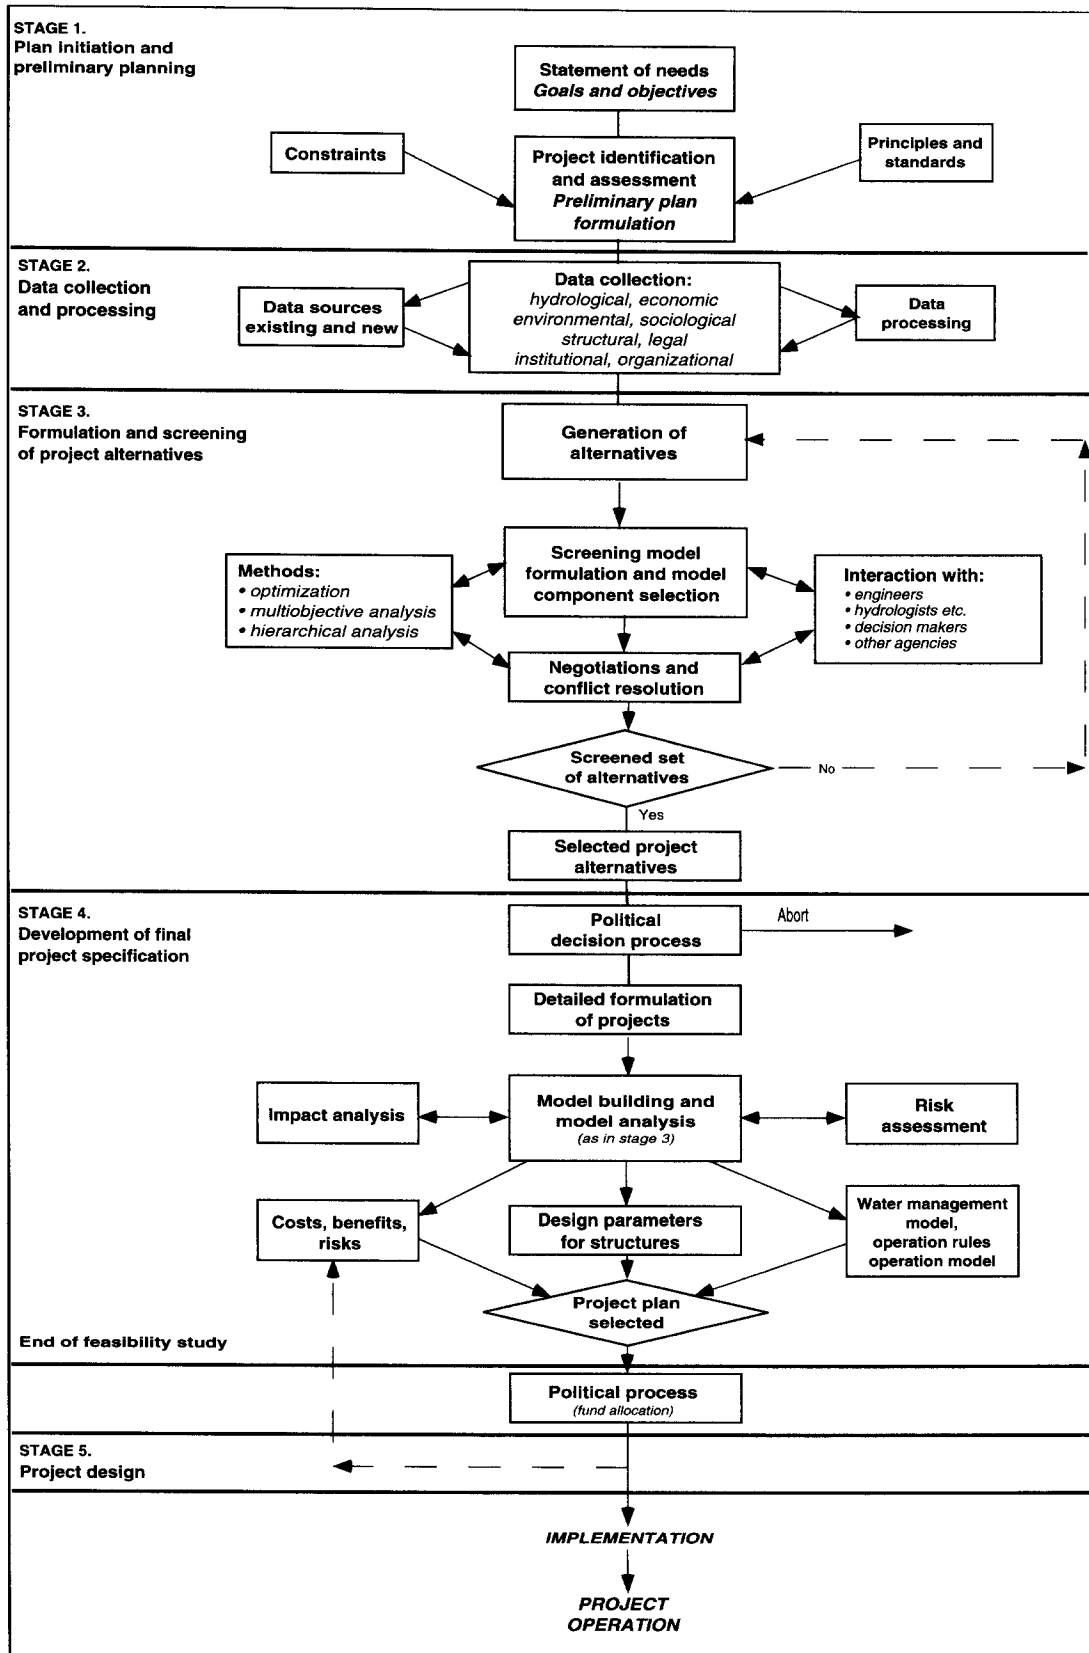 STAGE 1.
Plan initiation and
preliminary planning
Statement of needs
Goals and objectives
Constraints
Project identification
and assessment
Preliminary plan
formulation
Principles and
standards
STAGE 2.
Data collection
and processing
Data sources
existing and new
Data collection:
hydrological, economic
environmental, sociological
structural, legal
institutional, organizational
Data
processing
STAGE 3.
Formulation and screening
of project alternatives
Generation of
alternatives
Methods:
• optimization
• multiobjective analysis
• hierarchical analysis
Screening model
formulation and model
component selection
Interaction with:
• engineers
• hydrologists etc.
• decision makers
• other agencies
Negotiations and
conflict resolution
Screened set
of alternatives
No
Yes
Selected project
alternatives
STAGE 4.
Development of final
project specification
Political
decision process
Abort
Detailed formulation
of projects
Impact analysis
Model building and
model analysis
(as in stage 3)
Risk
assessment
Costs, benefits,
risks
Design parameters
for structures
Water management
model,
operation rules
operation model
Project plan
selected
End of feasibility study
Political process
(fund allocation)
STAGE 5.
Project design
IMPLEMENTATION
PROJECT
OPERATION